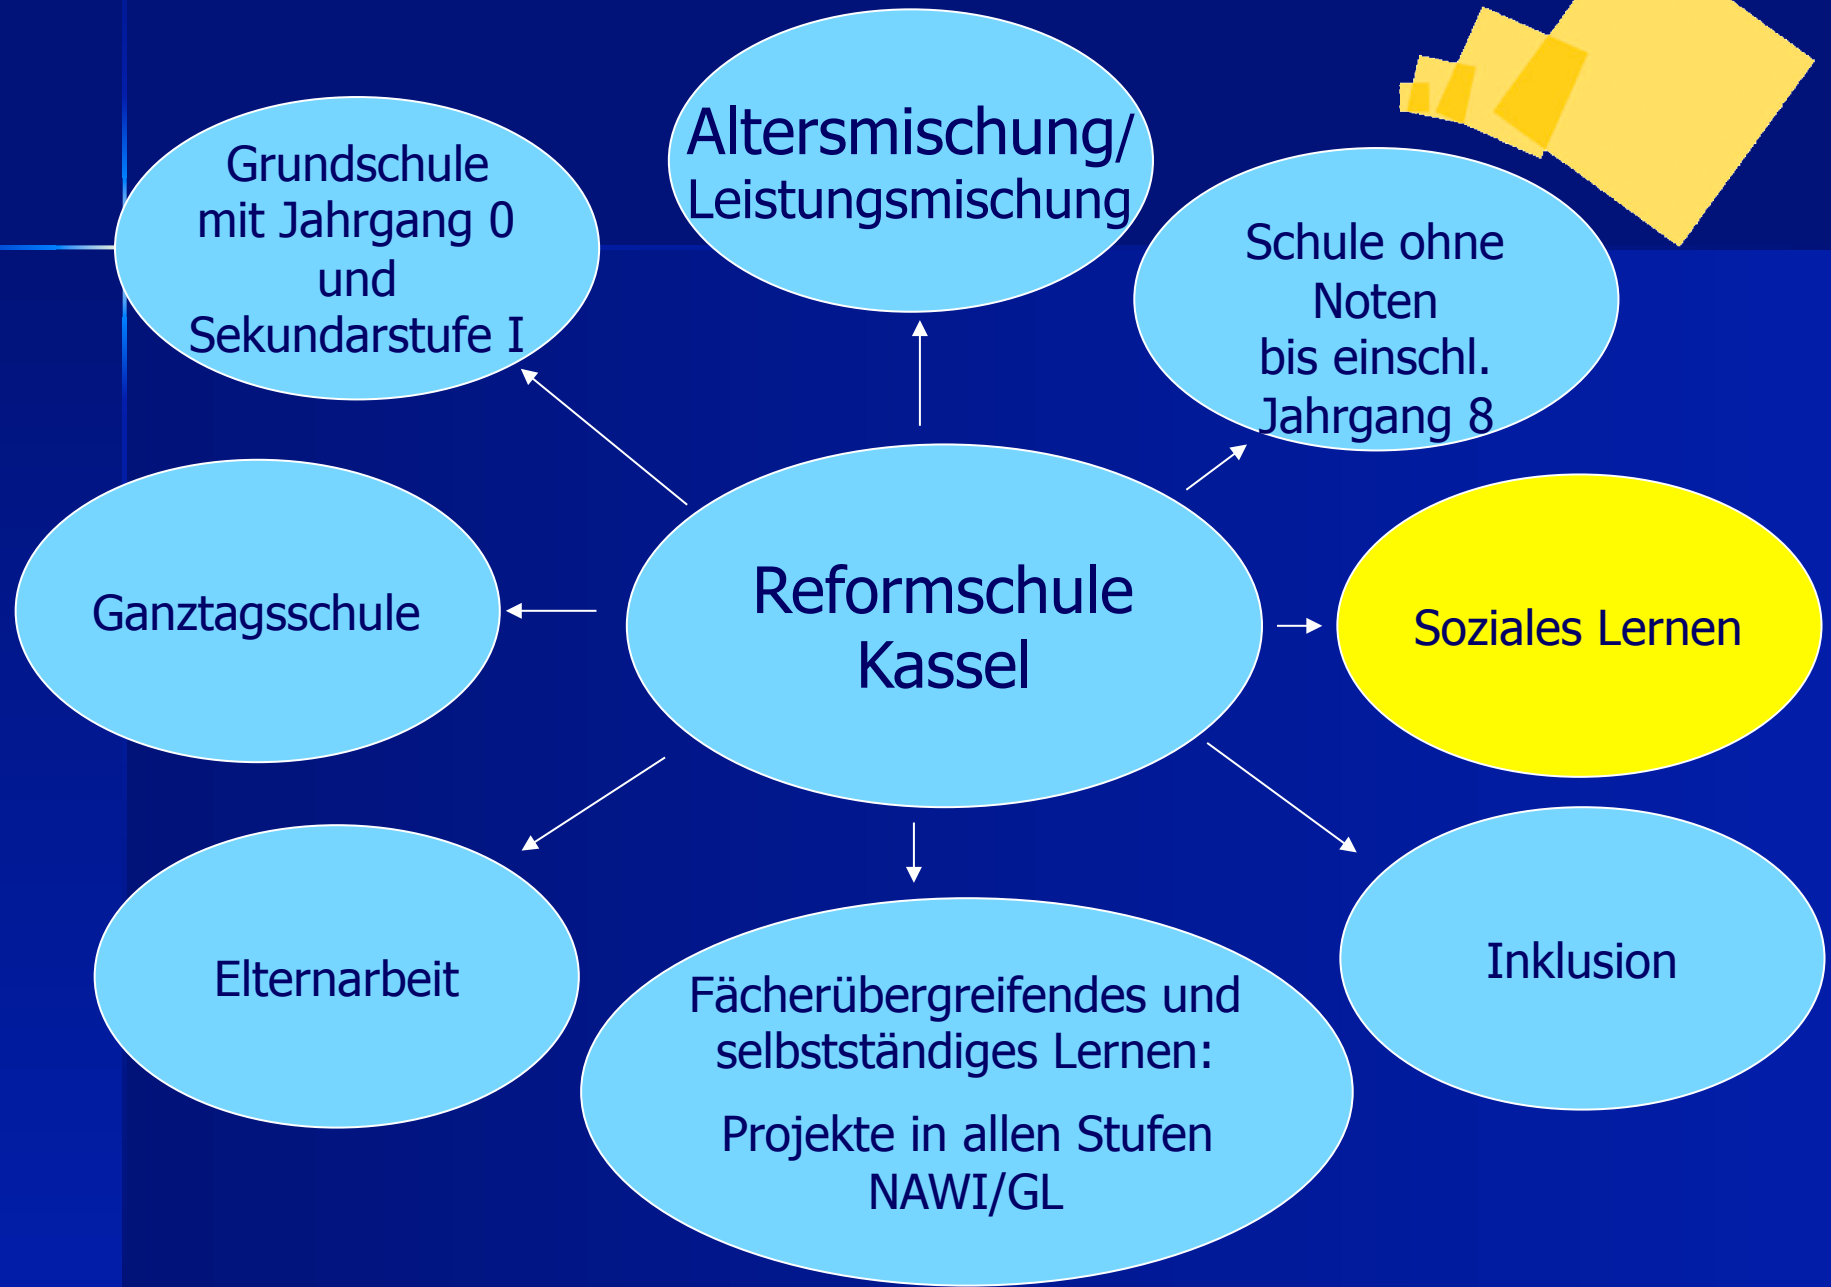 Altersmischung/
Leistungsmischung
Grundschule
mit Jahrgang 0
und
Sekundarstufe I
Schule ohne
Noten
bis einschl.
Jahrgang 8
Ganztagsschule
Reformschule
Kassel
Soziales Lernen
Elternarbeit
Fächerübergreifendes und
selbstständiges Lernen:
Projekte in allen Stufen
NAWI/GL
Inklusion